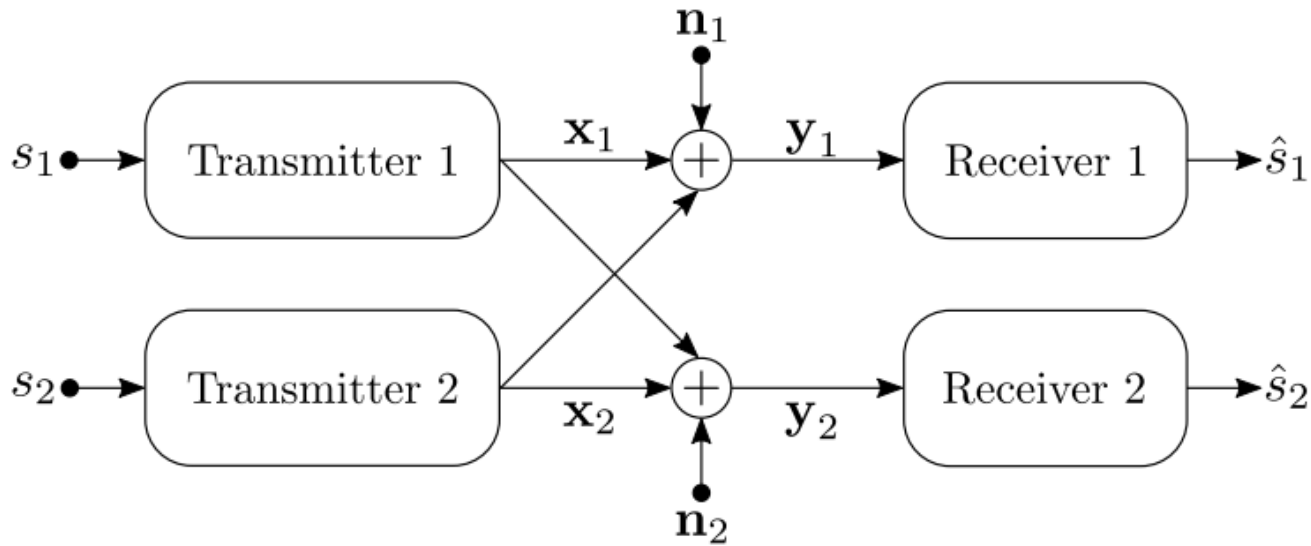 n₁
s₁ Transmitter 1 x₁ y₁ Receiver 1 ŝ₁
s₂ Transmitter 2 x₂ y₂ Receiver 2 ŝ₂
n₂